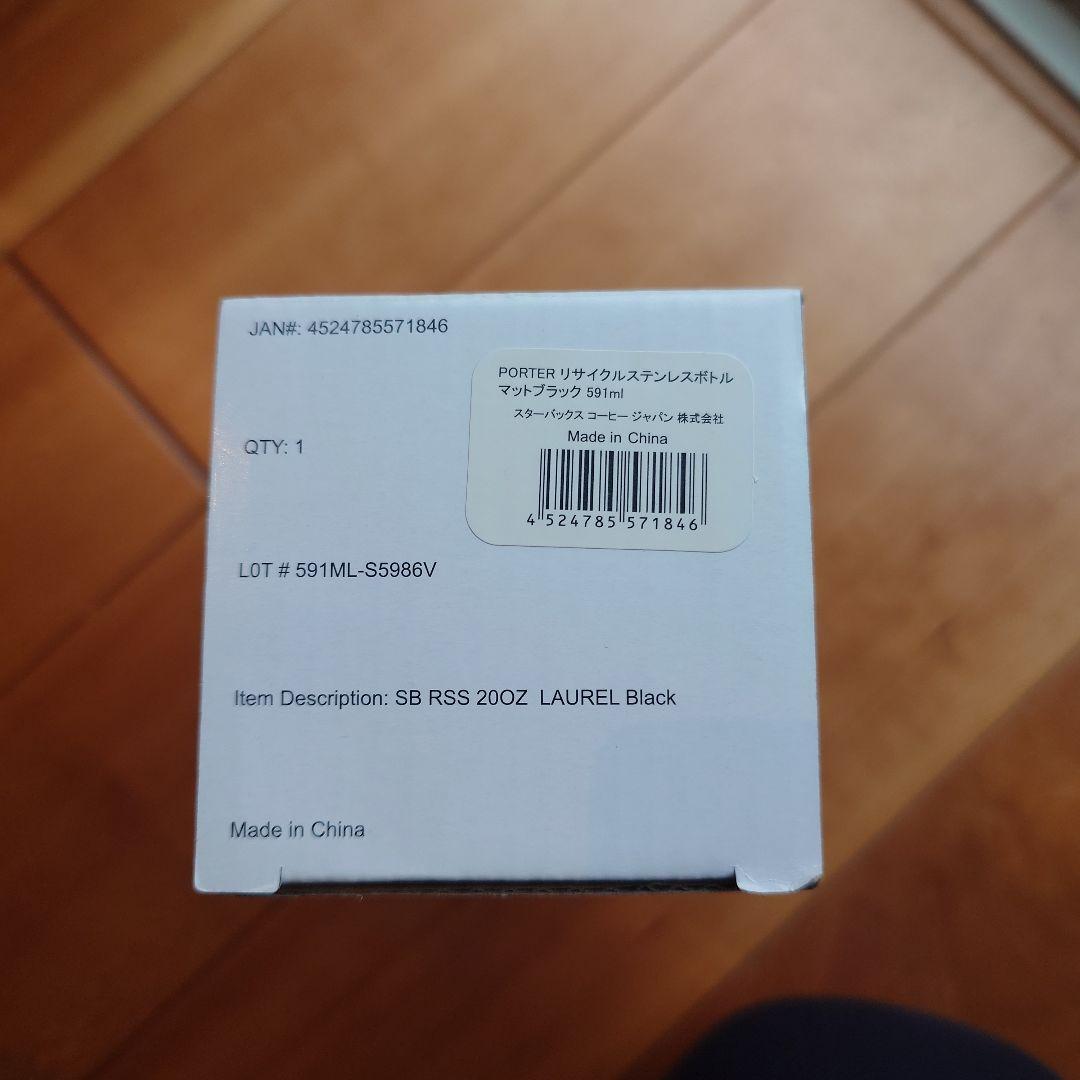 JAN#: 4524785571846
PORTER リサイクルステンレスボトル
マットブラック 591ml
スターバックス コーヒー ジャパン 株式会社
Made in China
4 524785 571846
QTY: 1
L0T # 591ML-S5986V
Item Description: SB RSS 20OZ LAUREL Black
Made in China